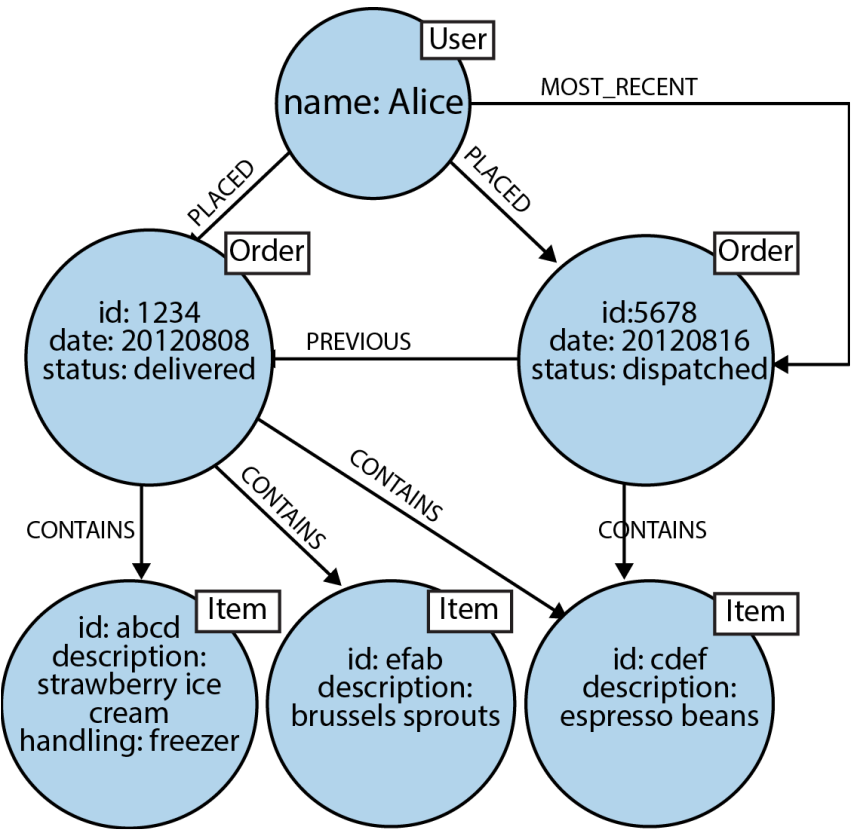 User
name: Alice
MOST_RECENT
PLACED
PLACED
Order
id: 1234
date: 20120808
status: delivered
PREVIOUS
Order
id:5678
date: 20120816
status: dispatched
CONTAINS
CONTAINS
CONTAINS
CONTAINS
Item
id: abcd
description:
strawberry ice
cream
handling: freezer
Item
id: efab
description:
brussels sprouts
Item
id: cdef
description:
espresso beans